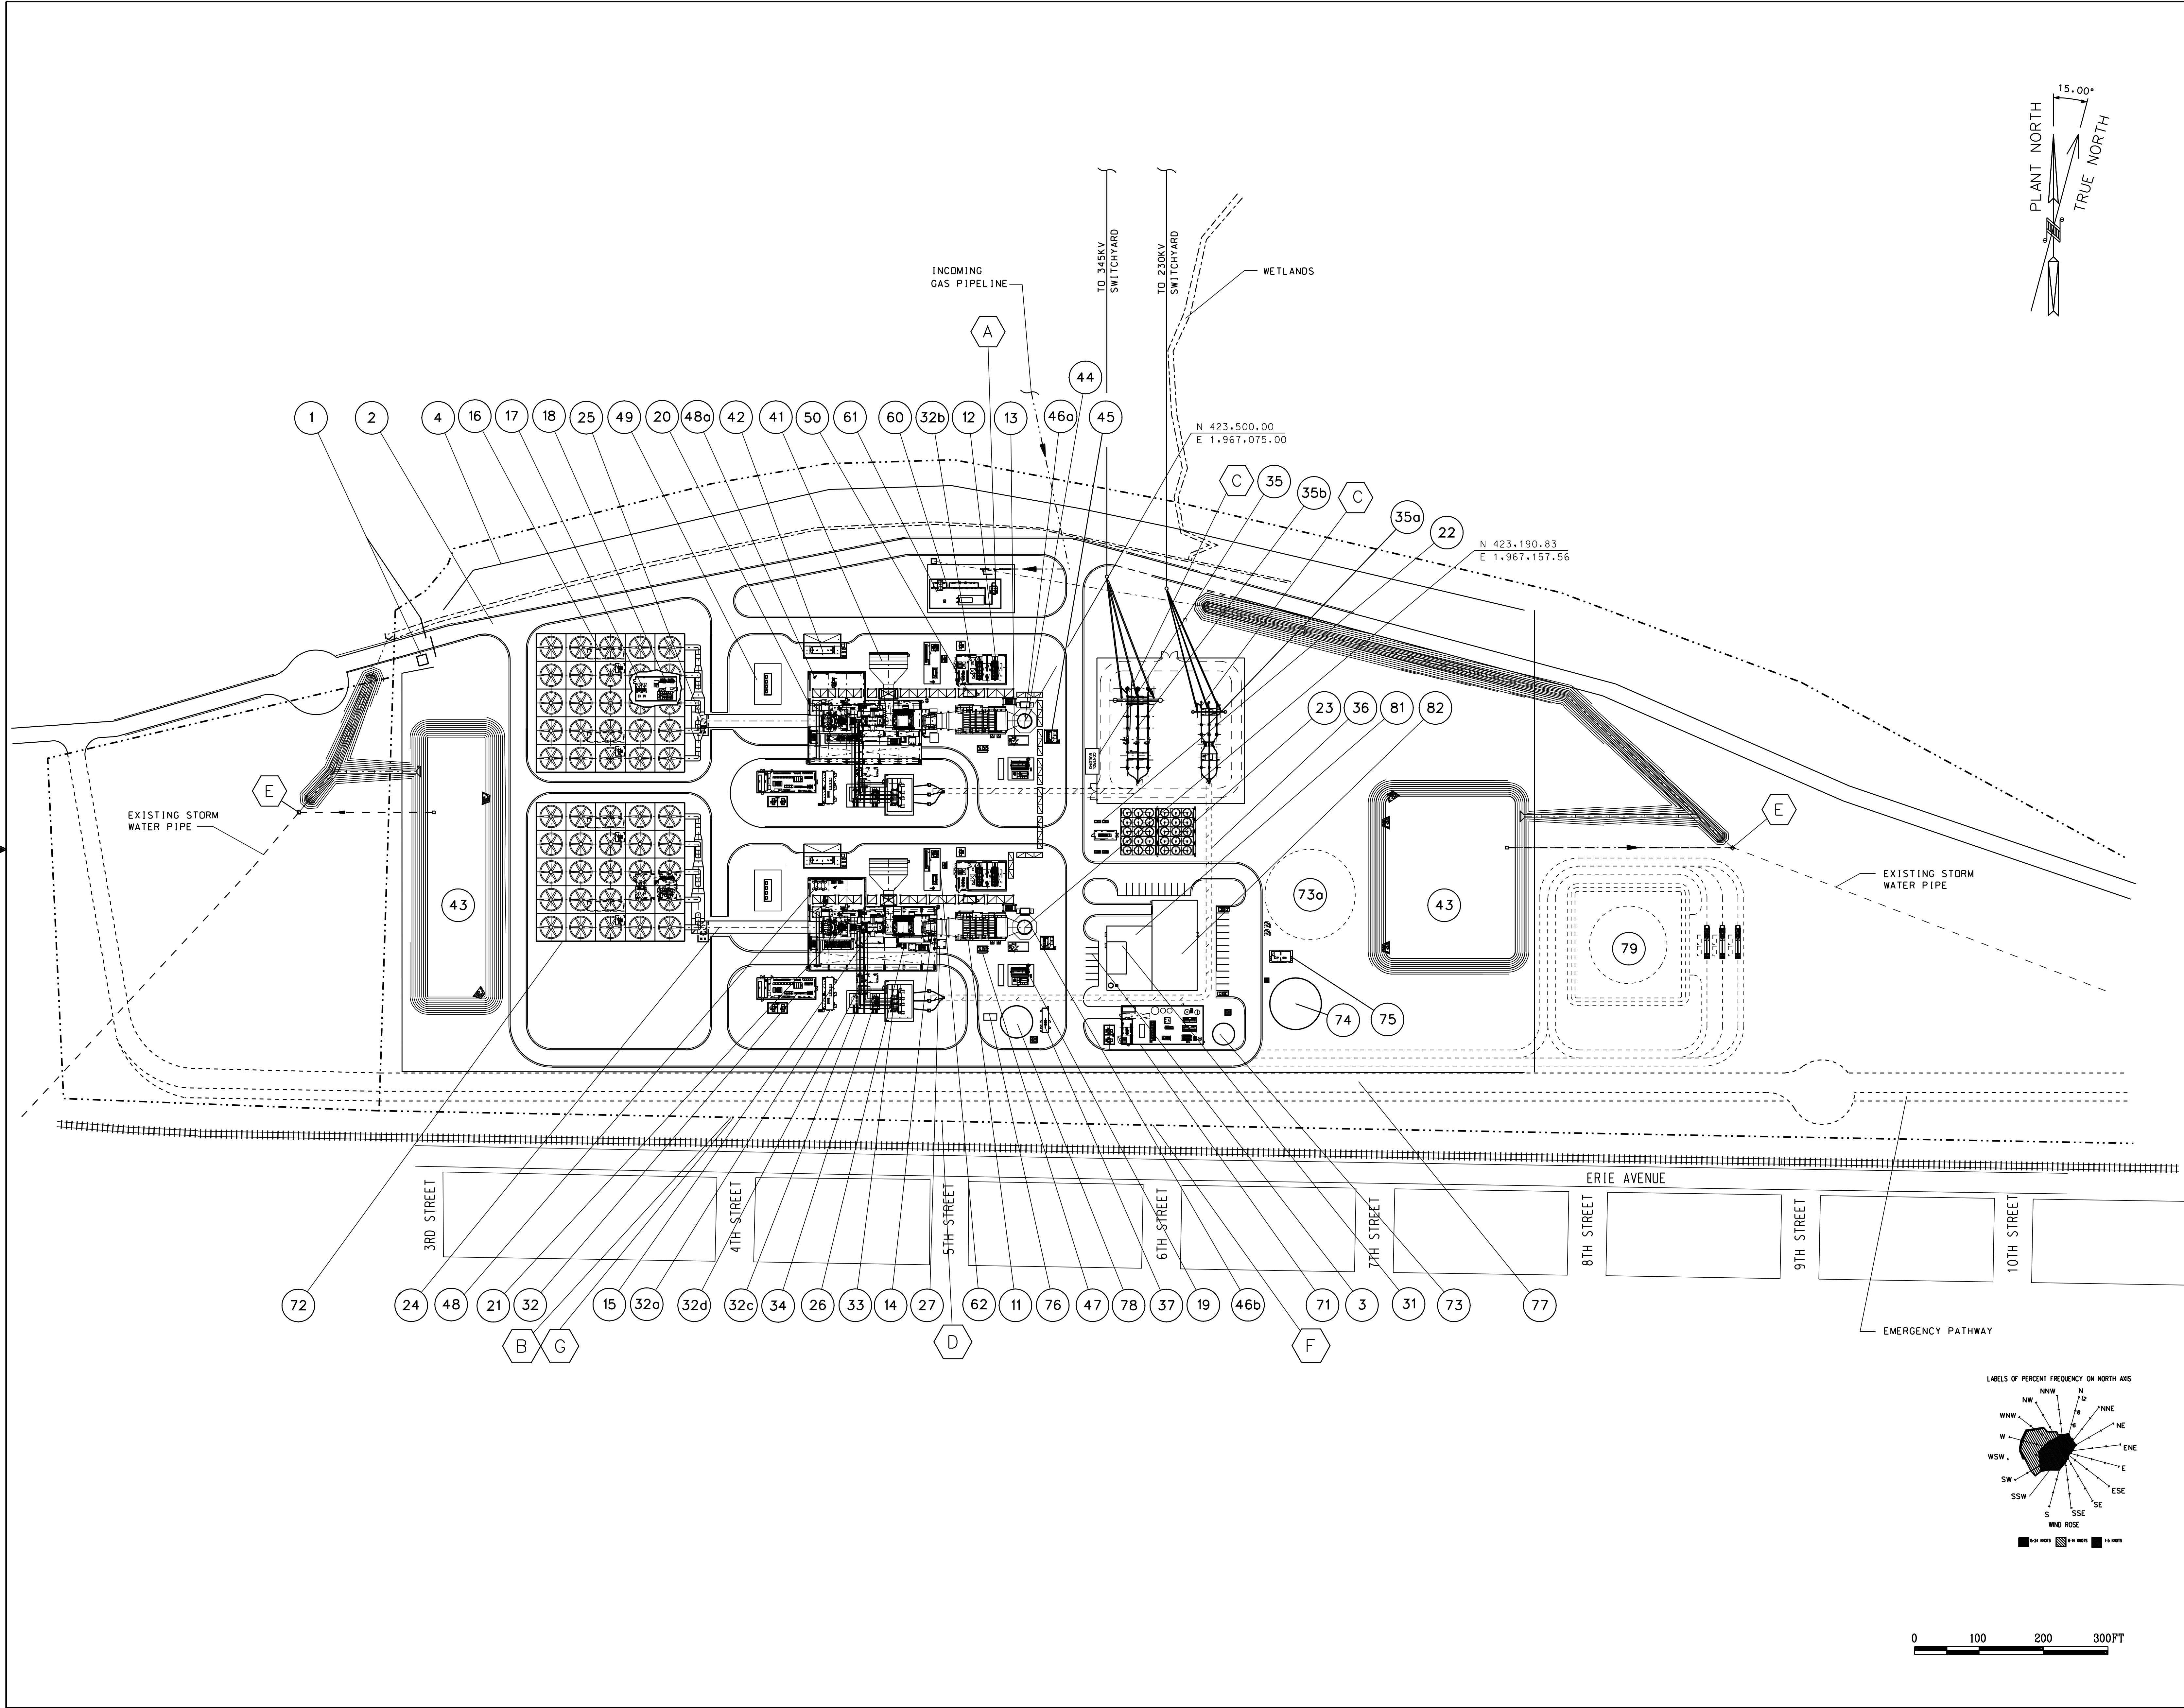 15.00°
PLANT NORTH
TRUE NORTH
TO 345KV
SWITCHYARD
TO 230KV
SWITCHYARD
INCOMING
GAS PIPELINE
WETLANDS
A
44
1
2
4
16
17
18
25
49
20
48a
42
41
50
61
60
32b
12
13
46a
45
N 423,500.00
E 1,967,075.00
C
35
35b
C
35a
22
N 423,190.83
E 1,967,157.56
23
36
81
82
CONTROL
BUILDING
E
EXISTING STORM
WATER PIPE
E
EXISTING STORM
WATER PIPE
43
73a
43
79
74
75
ERIE AVENUE
3RD STREET
4TH STREET
5TH STREET
6TH STREET
7TH STREET
8TH STREET
9TH STREET
10TH STREET
72
24
48
21
32
15
32a
32d
32c
34
26
33
14
27
62
11
76
47
78
37
19
46b
71
3
31
73
77
B
G
D
F
EMERGENCY PATHWAY
LABELS OF PERCENT FREQUENCY ON NORTH AXIS
N
NNW
NNE
NW
NE
WNW
ENE
W
E
WSW
SW
ESE
SSW
SE
S
SSE
WIND ROSE
0 100 200 300FT